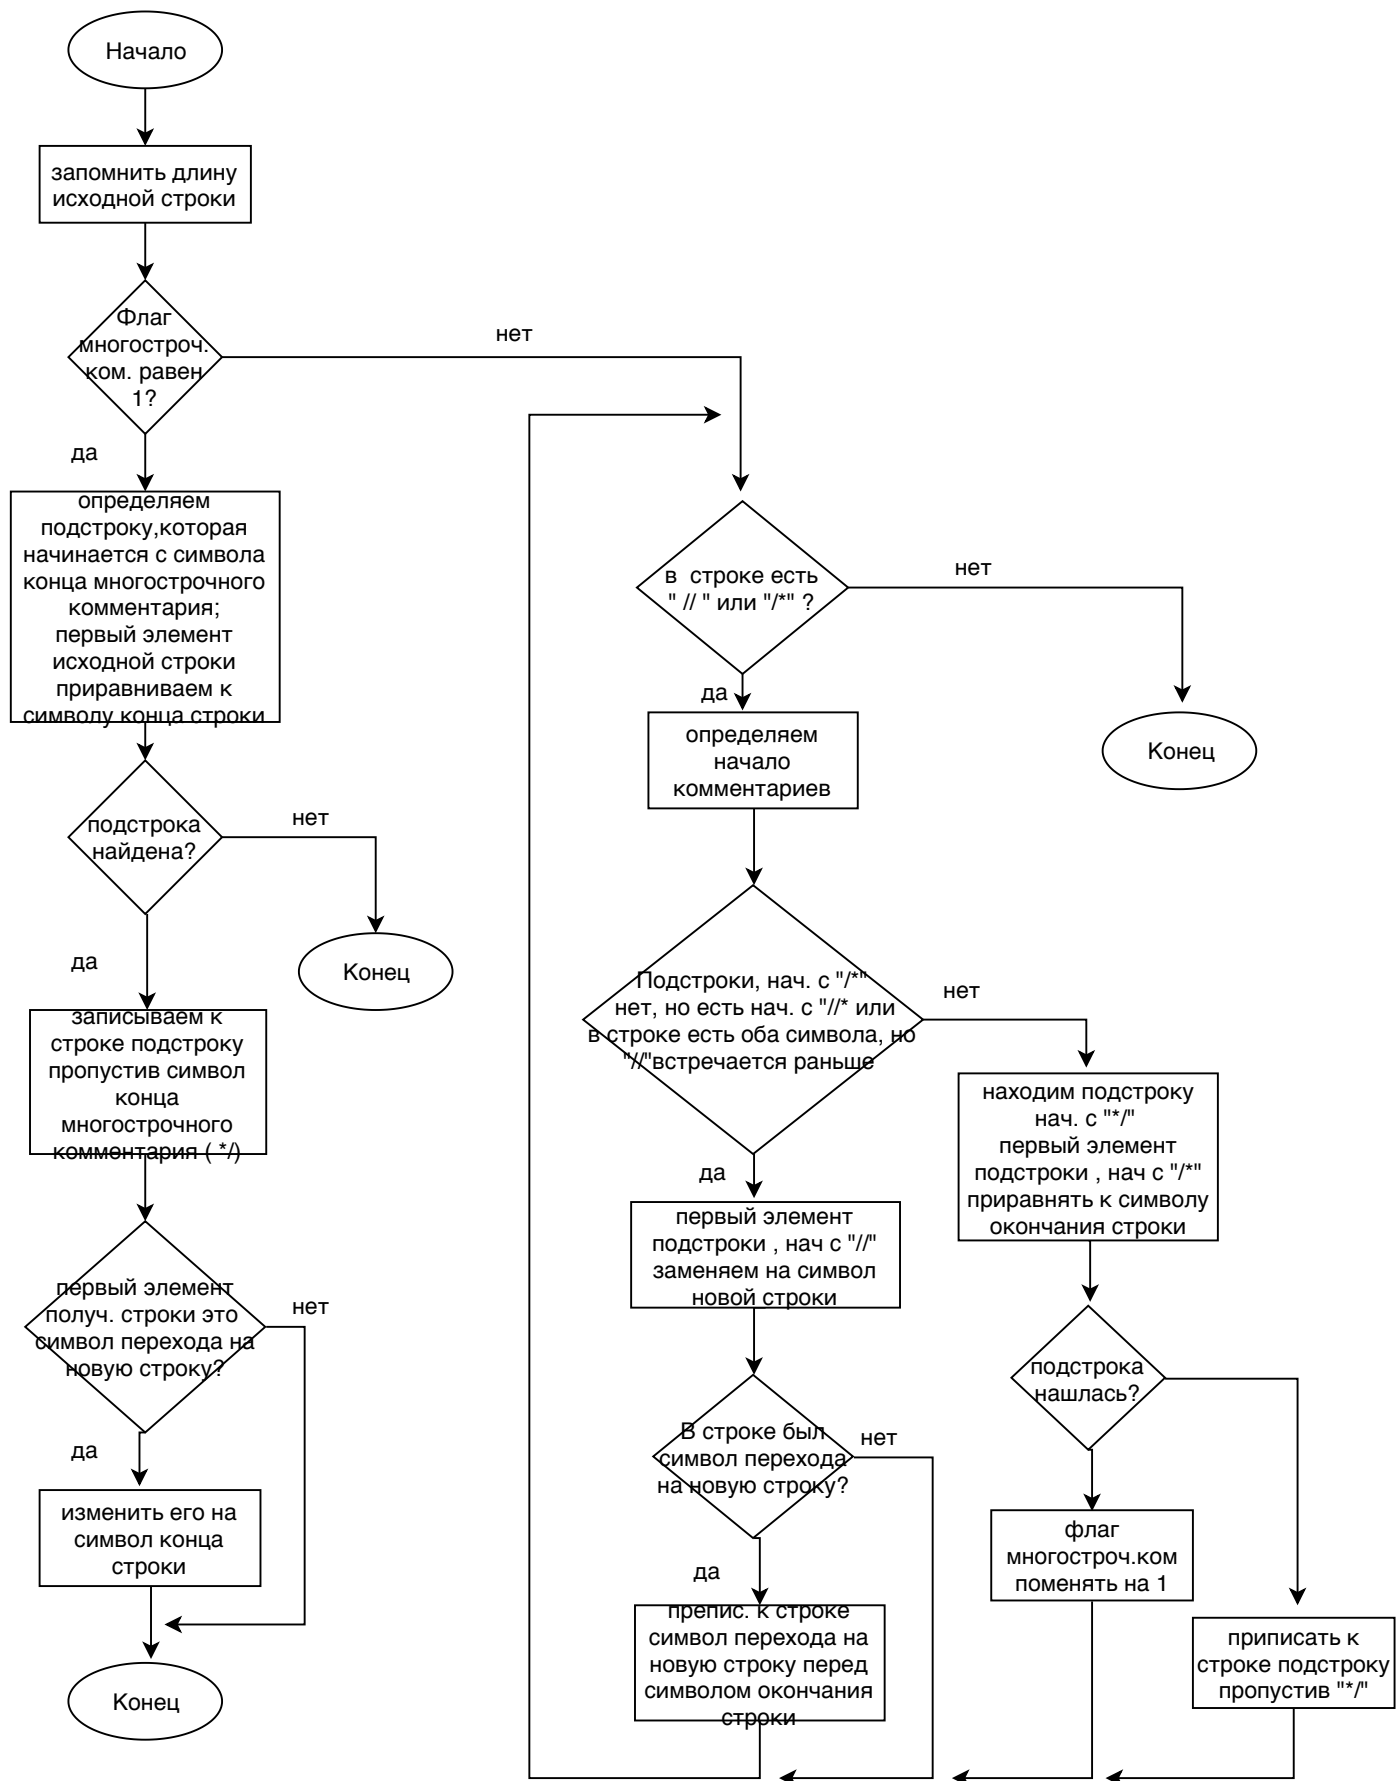 Начало
запомнить длину
исходной строки
Флаг
многостроч.
ком. равен
1?
нет
да
определяем
подстроку,которая
начинается с символа
конца многострочного
комментария;
первый элемент
исходной строки
приравниваем к
символу конца строки
подстрока
найдена?
нет
Конец
да
записываем к
строке подстроку
пропустив символ
конца
многострочного
комментария ( */)
первый элемент
получ. строки это
символ перехода на
новую строку?
нет
да
изменить его на
символ конца
строки
Конец
в  строке есть
" // " или "/*" ?
нет
Конец
да
определяем
начало
комментариев
Подстроки, нач. с "/*"
нет, но есть нач. с "//* или
в строке есть оба символа, но
"//"встречается раньше
нет
да
первый элемент
подстроки , нач с "//"
заменяем на символ
новой строки
В строке был
символ перехода
на новую строку?
нет
да
препис. к строке
символ перехода на
новую строку перед
символом окончания
строки
находим подстроку
нач. с "*/"
первый элемент
подстроки , нач с "/*"
приравнять к символу
окончания строки
подстрока
нашлась?
флаг
многостроч.ком
поменять на 1
приписать к
строке подстроку
пропустив "*/"